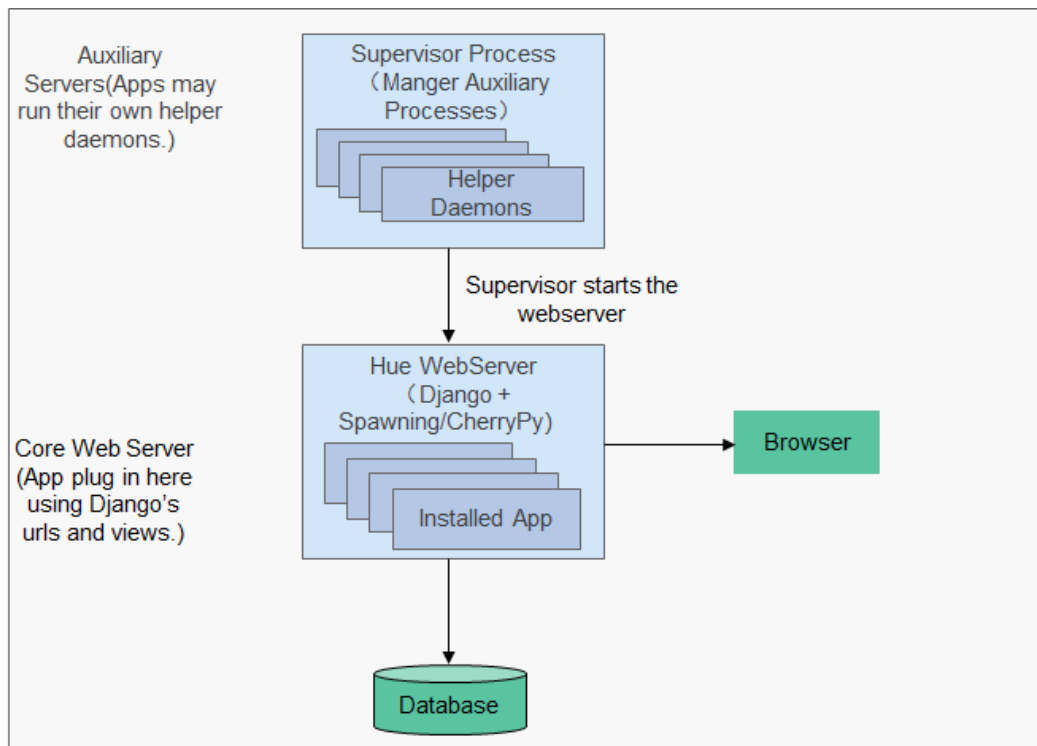 Auxiliary
Servers(Apps may
run their own helper
daemons.)
Supervisor Process
（Manger Auxiliary
Processes）
Helper
Daemons
Supervisor starts the
webserver
Hue WebServer
（Django +
Spawning/CherryPy)
Installed App
Core Web Server
(App plug in here
using Django's
urls and views.)
Browser
Database